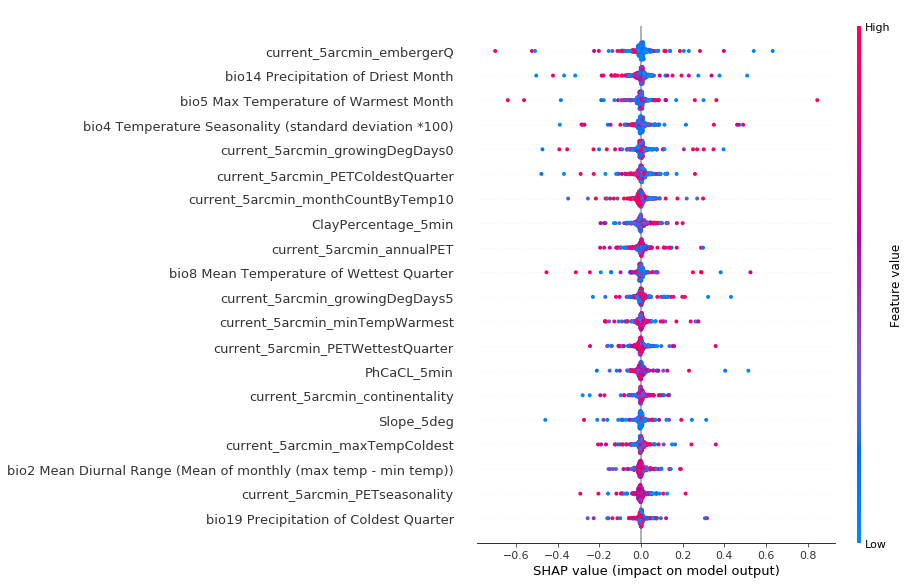 High
current_5arcmin_embergerQ
bio14 Precipitation of Driest Month
bio5 Max Temperature of Warmest Month
bio4 Temperature Seasonality (standard deviation *100)
current_5arcmin_growingDegDays0
current_5arcmin_PETColdestQuarter
current_5arcmin_monthCountByTemp10
ClayPercentage_5min
current_5arcmin_annualPET
bio8 Mean Temperature of Wettest Quarter
current_5arcmin_growingDegDays5
current_5arcmin_minTempWarmest
current_5arcmin_PETWettestQuarter
PhCaCL_5min
current_5arcmin_continentality
Slope_5deg
current_5arcmin_maxTempColdest
bio2 Mean Diurnal Range (Mean of monthly (max temp - min temp))
current_5arcmin_PETseasonality
bio19 Precipitation of Coldest Quarter
Feature value
Low
−0.6 −0.4 −0.2 0.0 0.2 0.4 0.6 0.8
SHAP value (impact on model output)